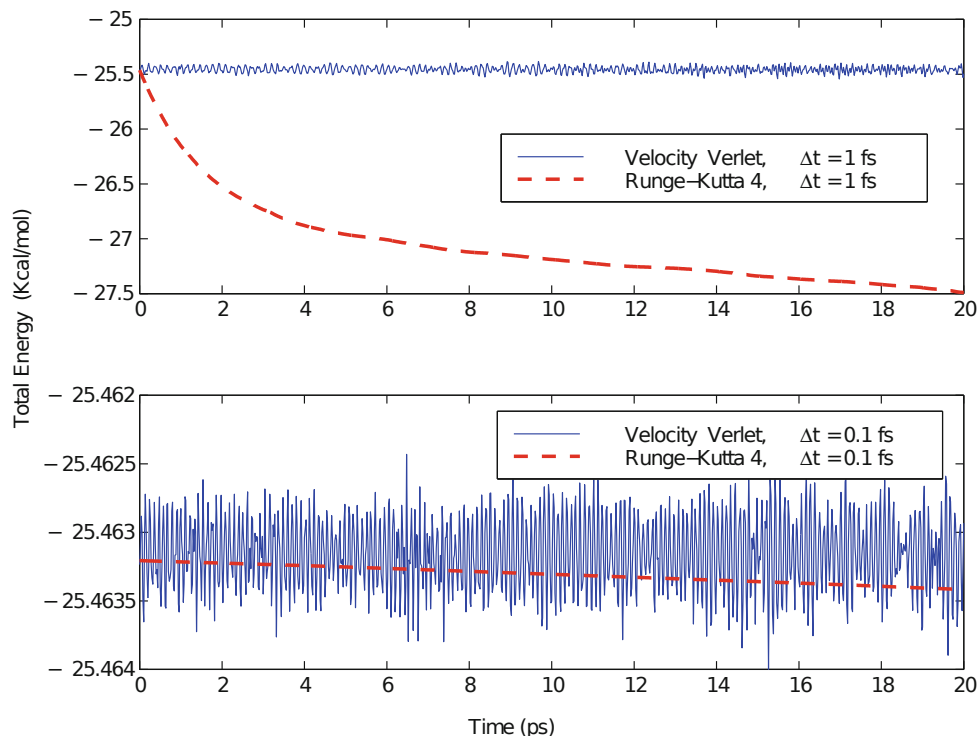 − 25
− 25.5
− 26
− 26.5
− 27
− 27.5
0 2 4 6 8 10 12 14 16 18 20
Velocity Verlet, Δt = 1 fs
Runge−Kutta 4, Δt = 1 fs
Total Energy (Kcal/mol)
− 25.462
− 25.4625
− 25.463
− 25.4635
− 25.464
0 2 4 6 8 10 12 14 16 18 20
Velocity Verlet, Δt = 0.1 fs
Runge−Kutta 4, Δt = 0.1 fs
Time (ps)